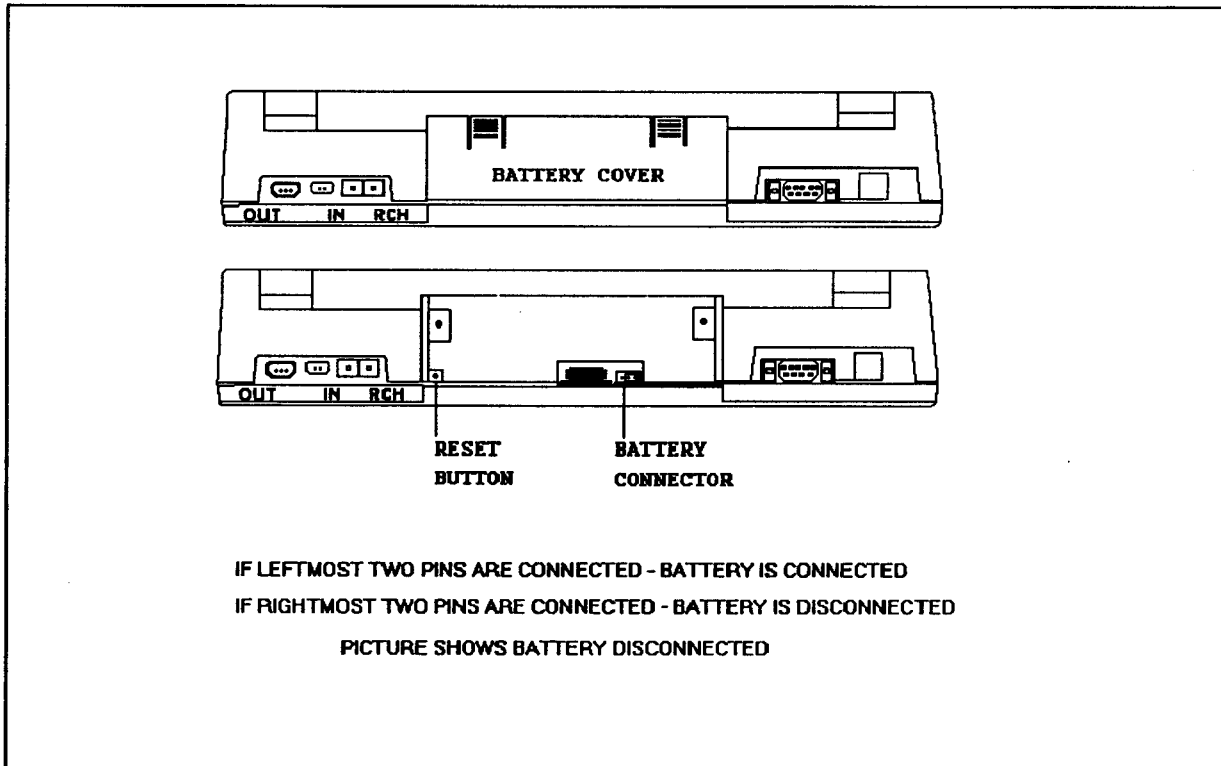 BATTERY COVER
OUT IN RCH
OUT IN RCH
RESET
BUTTON
BATTERY
CONNECTOR
IF LEFTMOST TWO PINS ARE CONNECTED - BATTERY IS CONNECTED
IF RIGHTMOST TWO PINS ARE CONNECTED - BATTERY IS DISCONNECTED
PICTURE SHOWS BATTERY DISCONNECTED